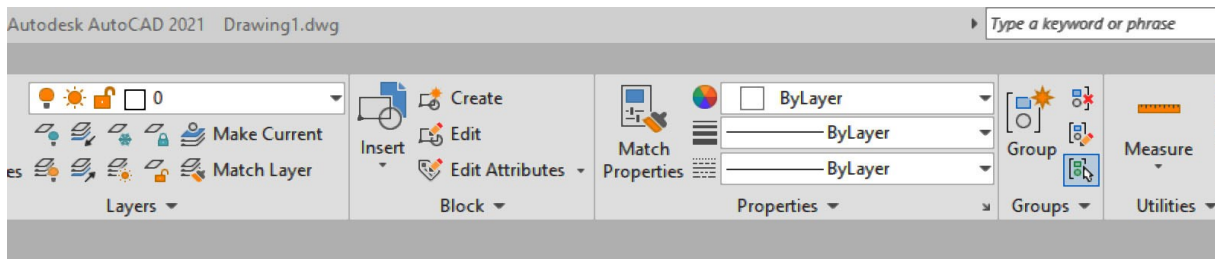 Autodesk AutoCAD 2021 Drawing1.dwg
Type a keyword or phrase
0
Make Current
es
Match Layer
Layers
Insert
Create
Edit
Edit Attributes
Block
Match
Properties
ByLayer
ByLayer
ByLayer
Properties
Group
Groups
Measure
Utilities